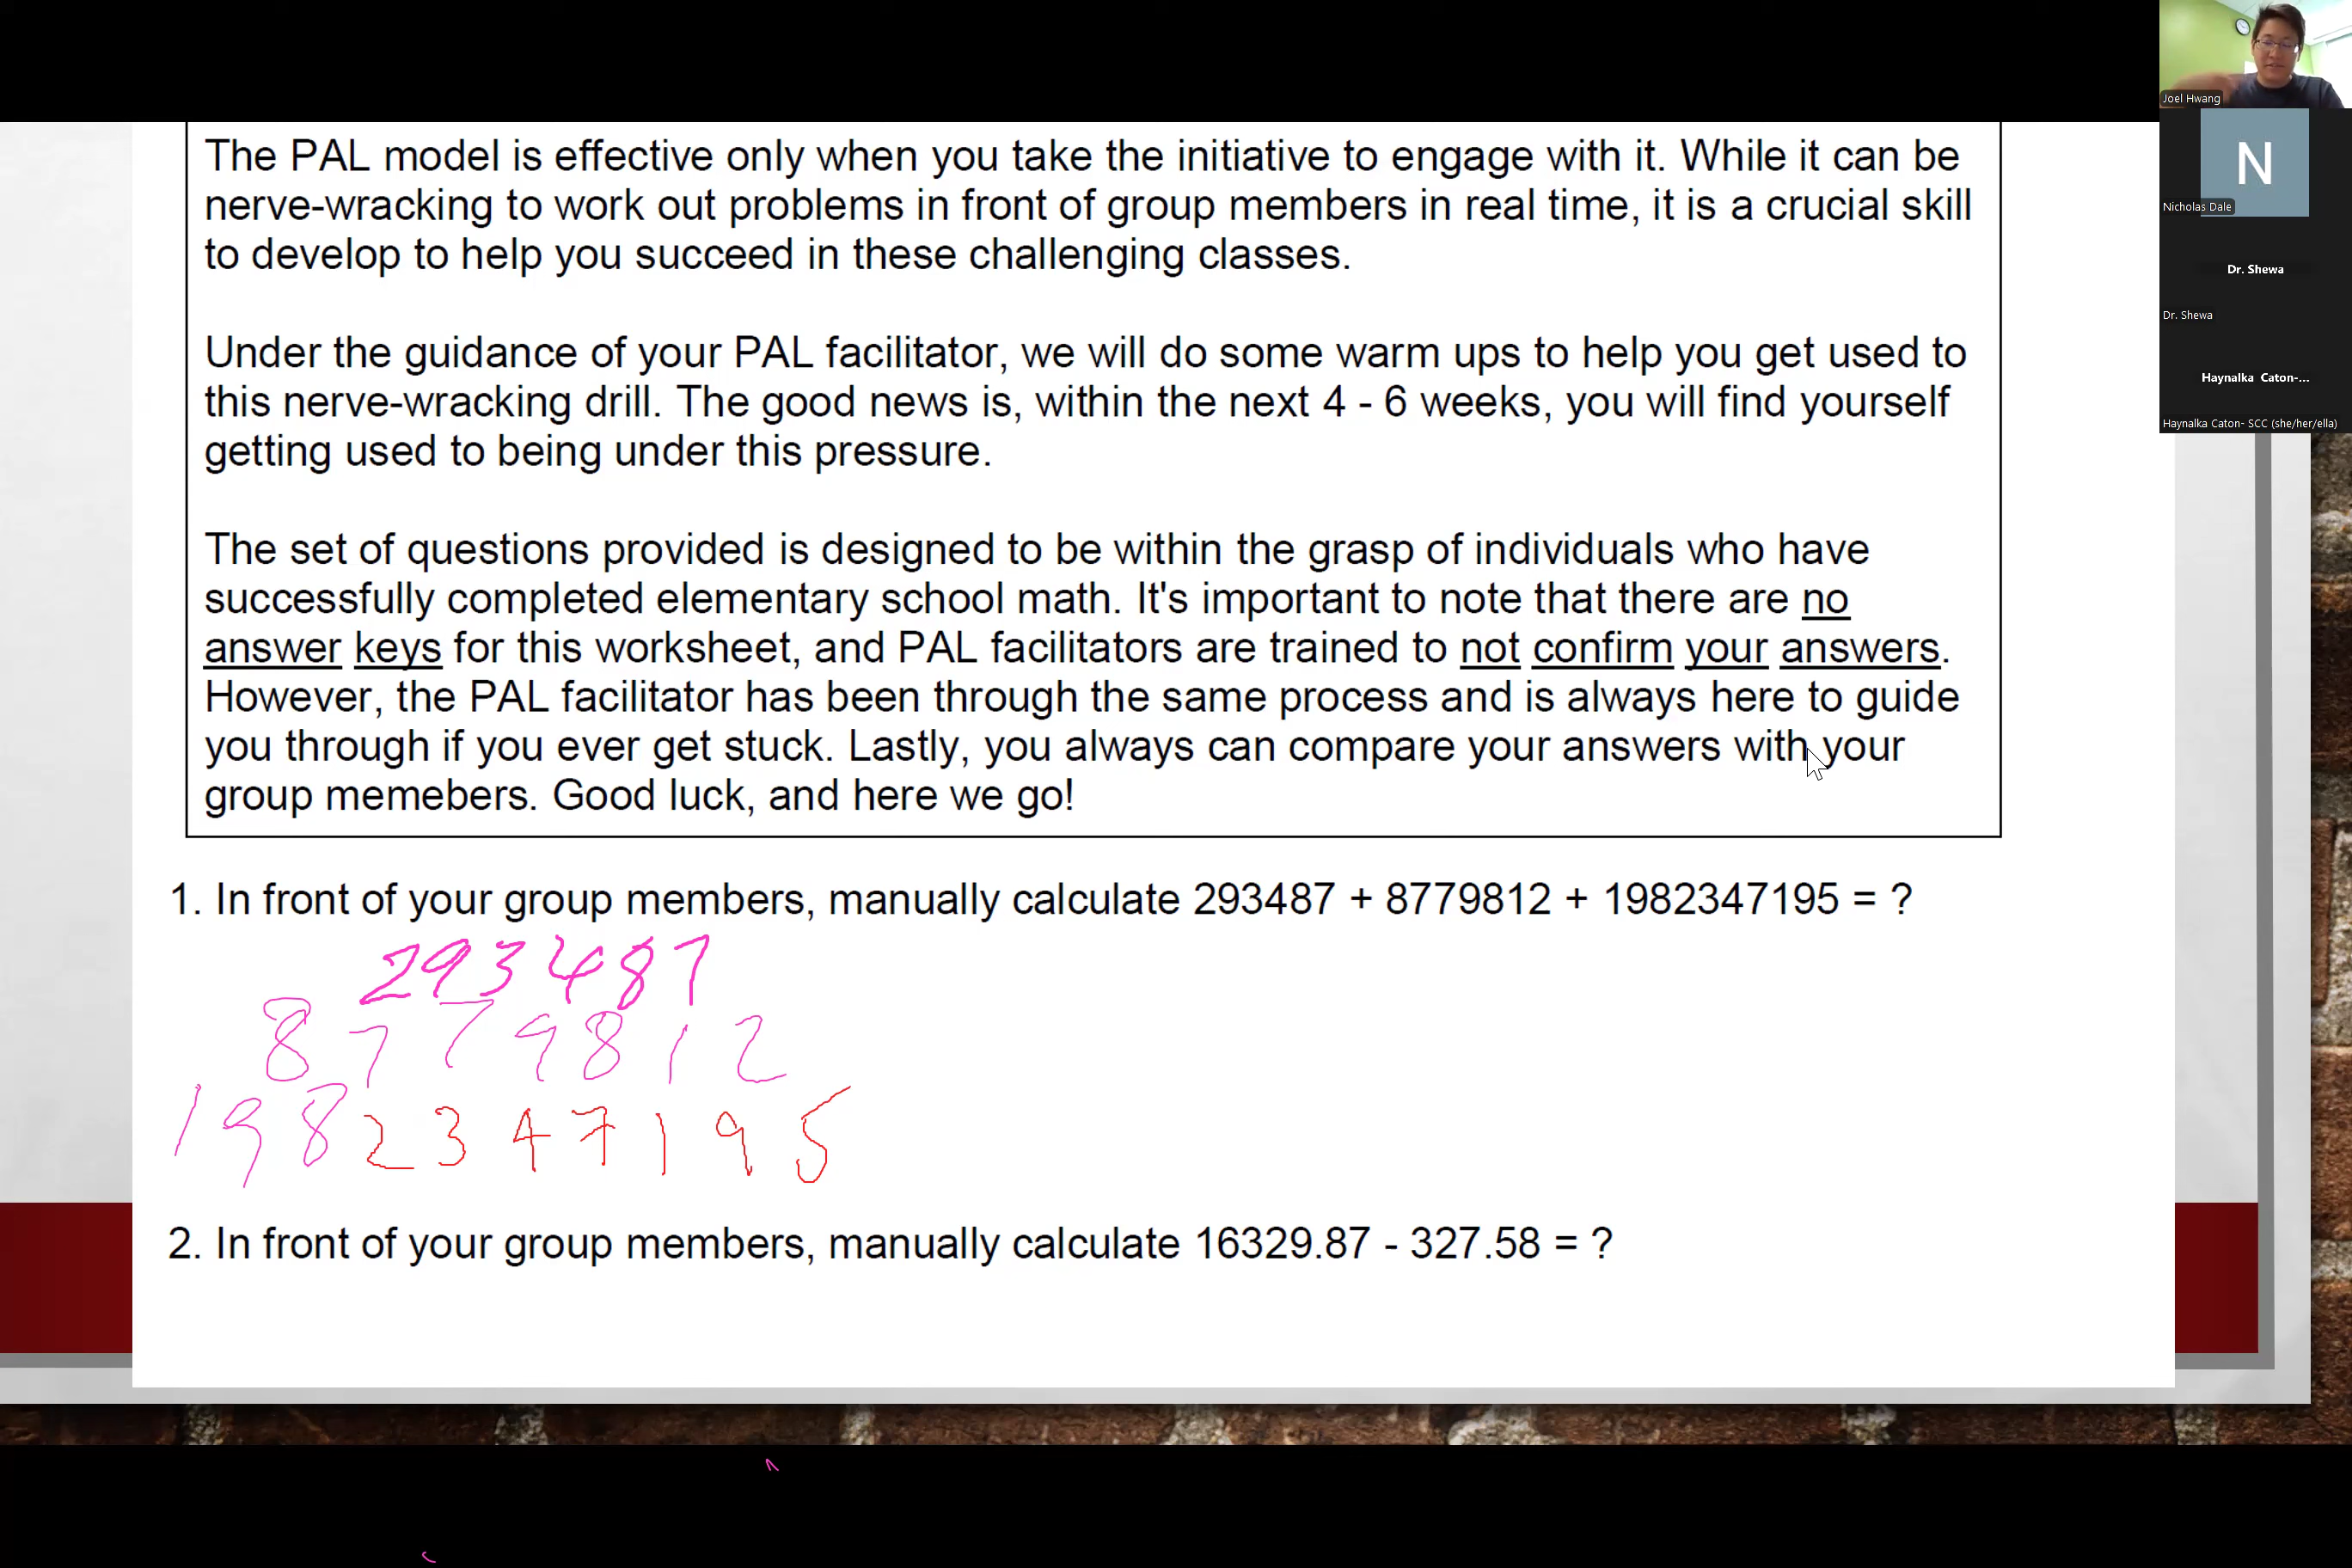 Joel Hwang
N
Nicholas Dale
Dr. Shewa
Dr. Shewa
Haynalka Caton-...
Haynalka Caton- SCC (she/her/ella)
The PAL model is effective only when you take the initiative to engage with it. While it can be
nerve-wracking to work out problems in front of group members in real time, it is a crucial skill
to develop to help you succeed in these challenging classes.
Under the guidance of your PAL facilitator, we will do some warm ups to help you get used to
this nerve-wracking drill. The good news is, within the next 4 - 6 weeks, you will find yourself
getting used to being under this pressure.
The set of questions provided is designed to be within the grasp of individuals who have
successfully completed elementary school math. It's important to note that there are no
answer keys for this worksheet, and PAL facilitators are trained to not confirm your answers.
However, the PAL facilitator has been through the same process and is always here to guide
you through if you ever get stuck. Lastly, you always can compare your answers with your
group memebers. Good luck, and here we go!
1. In front of your group members, manually calculate 293487 + 8779812 + 1982347195 = ?
293487
8779812
1982347195
2. In front of your group members, manually calculate 16329.87 - 327.58 = ?